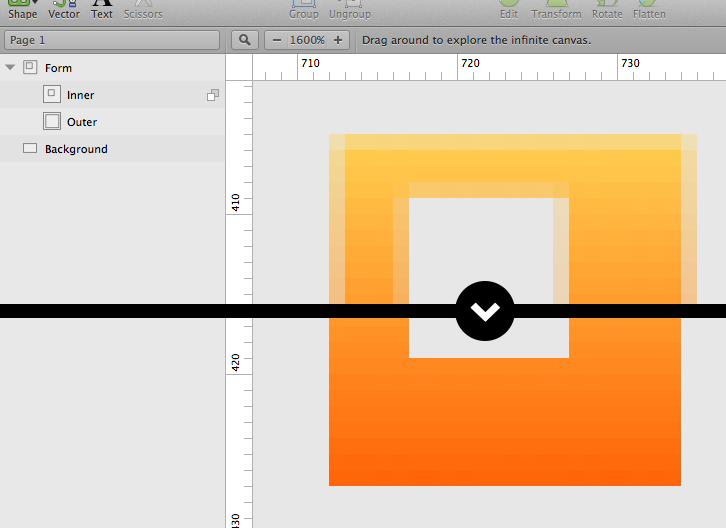 Shape Vector Text Scissors Group Ungroup Edit Transform Rotate Flatten
Page 1 1600% Drag around to explore the infinite canvas.
710 720 730
Form
Inner
Outer
Background
410
420
430